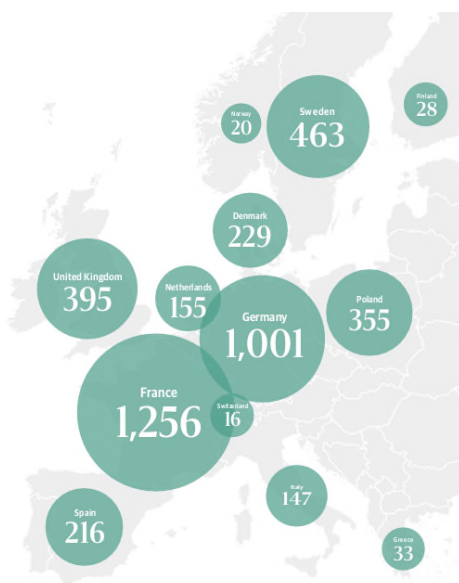 Norway
20
Sweden
463
Finland
28
Denmark
229
United Kingdom
395
Netherlands
155
Germany
1,001
Poland
355
France
1,256
Switzerland
16
Italy
147
Spain
216
Greece
33